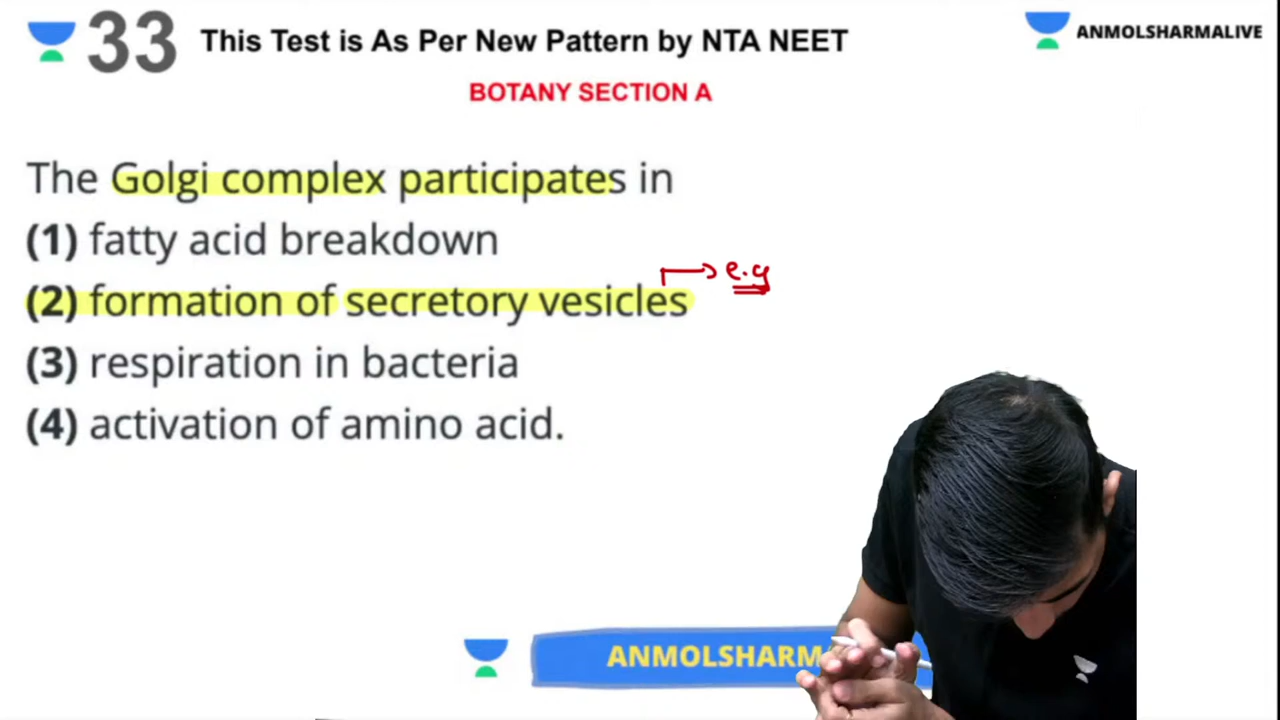 33 This Test is As Per New Pattern by NTA NEET
ANMOLSHARMALIVE
BOTANY SECTION A
The Golgi complex participates in
(1) fatty acid breakdown
e.g
(2) formation of secretory vesicles
(3) respiration in bacteria
(4) activation of amino acid.
ANMOLSHARM